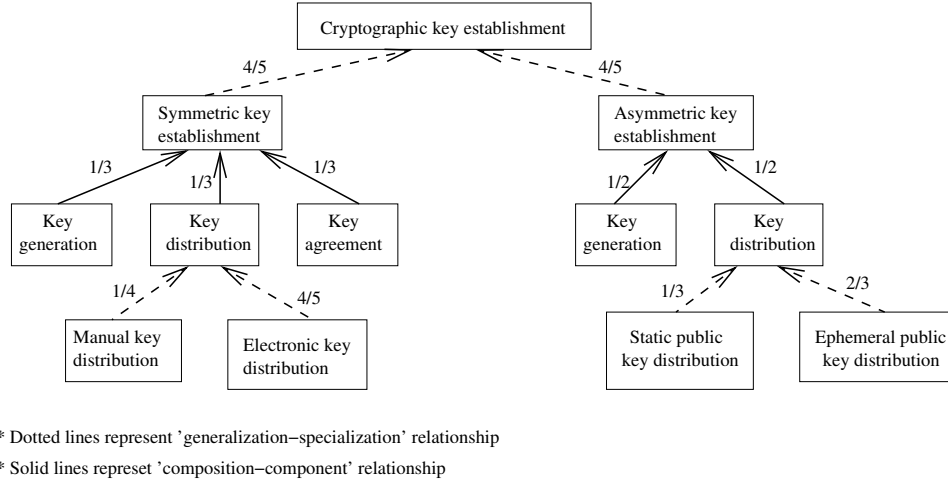 Cryptographic key establishment
4/5
4/5
Symmetric key
establishment
Asymmetric key
establishment
1/3
1/3
1/3
1/2
1/2
Key
generation
Key
distribution
Key
agreement
Key
generation
Key
distribution
1/4
4/5
1/3
2/3
Manual key
distribution
Electronic key
distribution
Static public
key distribution
Ephemeral public
key distribution
* Dotted lines represent 'generalization−specialization' relationship
* Solid lines represet 'composition−component' relationship